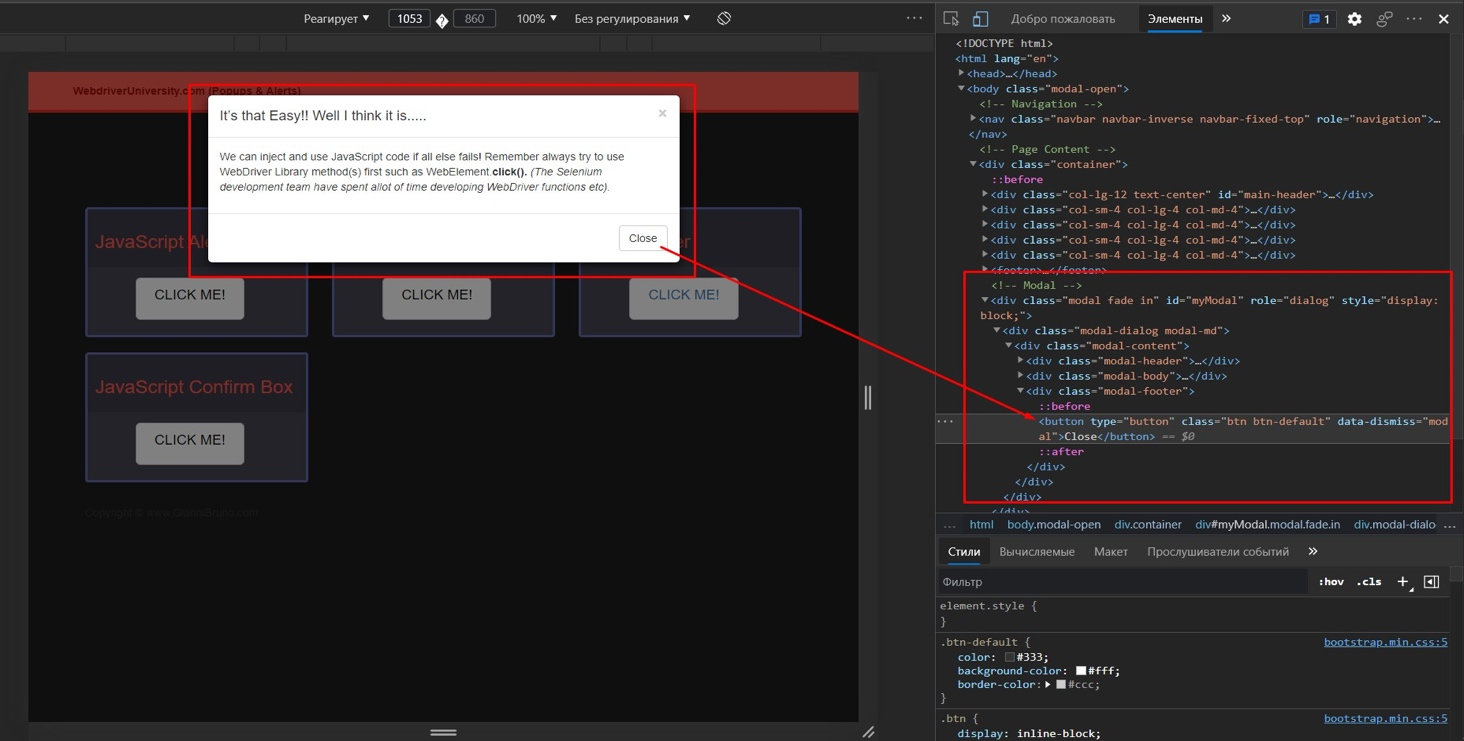 Реагирует
1053
860
100%
Без регулирования
WebdriverUniversity.com (Popups & Alerts)
It's that Easy!! Well I think it is.....
×
We can inject and use JavaScript code if all else fails! Remember always try to use
WebDriver Library method(s) first such as WebElement.click(). (The Selenium
development team have spent allot of time developing WebDriver functions etc).
Close
JavaScript
CLICK ME!
CLICK ME!
CLICK ME!
JavaScript Confirm Box
CLICK ME!
Добро пожаловать
Элементы
1
<!DOCTYPE html>
<html lang="en">
<head>…</head>
<body class="modal-open">
<!-- Navigation -->
<nav class="navbar navbar-inverse navbar-fixed-top" role="navigation">…
</nav>
<!-- Page Content -->
<div class="container">
::before
<div class="col-lg-12 text-center" id="main-header">…</div>
<div class="col-sm-4 col-lg-4 col-md-4">…</div>
<div class="col-sm-4 col-lg-4 col-md-4">…</div>
<div class="col-sm-4 col-lg-4 col-md-4">…</div>
<div class="col-sm-4 col-lg-4 col-md-4">…</div>
<footer>…</footer>
<!-- Modal -->
<div class="modal fade in" id="myModal" role="dialog" style="display:
block;">
<div class="modal-dialog modal-md">
<div class="modal-content">
<div class="modal-header">…</div>
<div class="modal-body">…</div>
<div class="modal-footer">
::before
<button type="button" class="btn btn-default" data-dismiss="mod
al">Close</button> == $0
::after
</div>
</div>
</div>
</div>
... html body.modal-open div.container div#myModal.modal.fade.in div.modal-dialo ...
Стили Вычисляемые Макет Прослушиватели событий
Фильтр
:hov .cls
element.style {
}
.btn-default { bootstrap.min.css:5
color: #333;
background-color: #fff;
border-color: #ccc;
}
.btn { bootstrap.min.css:5
display: inline-block;